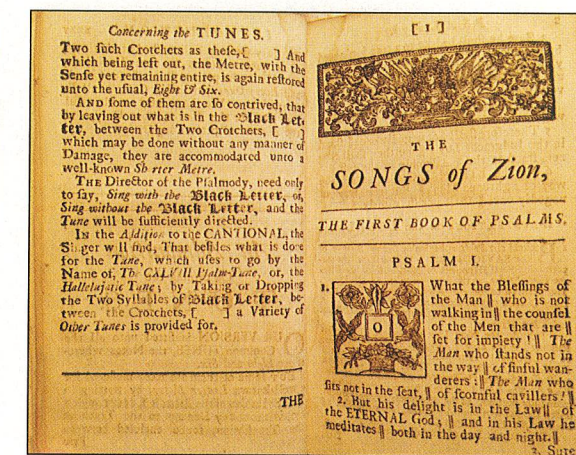 Concerning the TUNES.
Two ſuch Crotchets as theſe,[ ] And
which being left out, the Metre, with the
Senſe yet remaining entire, is again reſtored
unto the uſual, Eight & Six.
AND ſome of them are ſo contrived, that
by leaving out what is in the Black Let-
ter, between the Two Crotchets, [ ]
which may be done without any manner of
Damage, they are accommodated unto a
well-known Sh rter Metre.
THE Director of the Pſalmody, need only
to ſay, Sing with the Black Letter, or,
Sing without the Black Letter, and the
Tune will be ſufficiently directed.
IN the Addition to the CANTIONAL, the
Singer will find, That beſides what is done
for the Tune, which uſes to go by the
Name of, The Pſalm-Tune, or, the
Hallelujatic Tune; by Taking or Dropping
the Two Syllables of Black Letter, be-
tween the Crotchets, [ ] a Variety of
Other Tunes is provided for.
THE
[ 1 ]
THE
SONGS of Zion,
THE FIRST BOOK OF PSALMS.
PSALM I.
1. O What the Bleſſings of
the Man || who is not
walking in || the counſel
of the Men that are ||
ſet for impiety ! || The
Man who ſtands not in
the way || of ſinful wan-
derers : || The Man who
ſits not in the ſeat, || of ſcornful cavillers ! ||
2. But his delight is in the Law || of
the ETERNAL God ; || and in his Law he
meditates || both in the day and night. ||